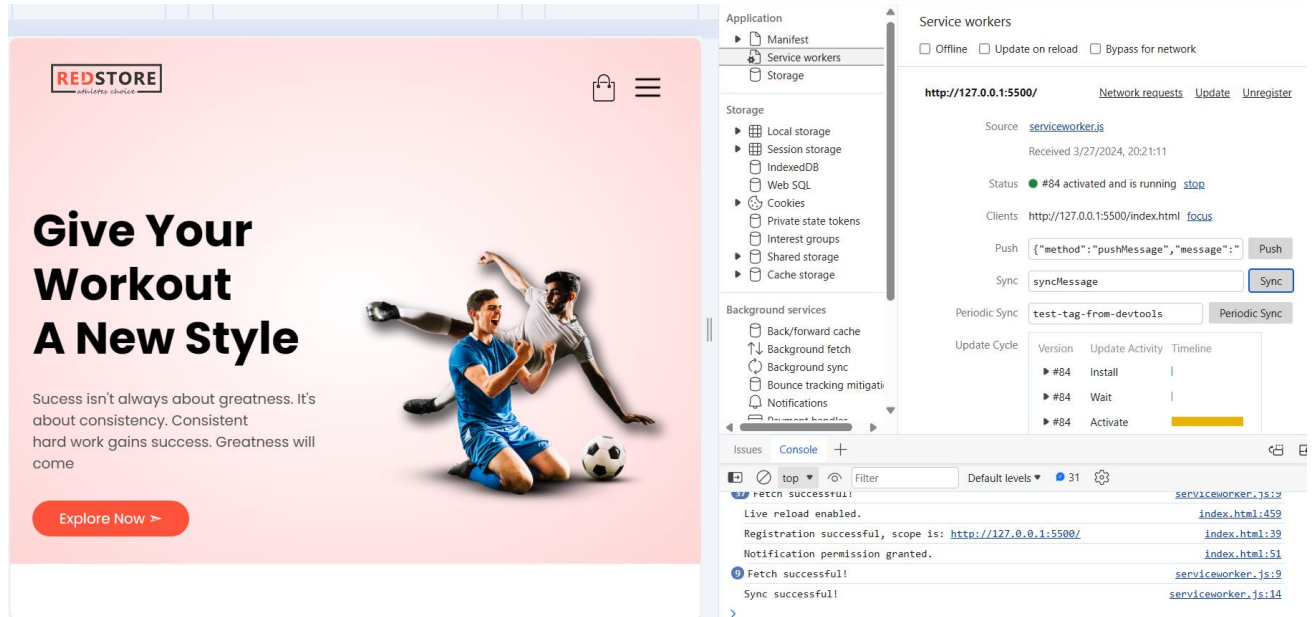 REDSTORE
athletes choice
Give Your
Workout
A New Style
Sucess isn't always about greatness. It's
about consistency. Consistent
hard work gains success. Greatness will
come
Explore Now ➣
Application
Manifest
Service workers
Storage
Storage
Local storage
Session storage
IndexedDB
Web SQL
Cookies
Private state tokens
Interest groups
Shared storage
Cache storage
Background services
Back/forward cache
Background fetch
Background sync
Bounce tracking mitigati
Notifications
Payment handler
Service workers
Offline Update on reload Bypass for network
http://127.0.0.1:5500/ Network requests Update Unregister
Source serviceworker.js
Received 3/27/2024, 20:21:11
Status #84 activated and is running stop
Clients http://127.0.0.1:5500/index.html focus
Push {"method":"pushMessage","message":" Push
Sync syncMessage Sync
Periodic Sync test-tag-from-devtools Periodic Sync
Update Cycle Version Update Activity Timeline
#84 Install
#84 Wait
#84 Activate
Issues Console
top Filter Default levels 31
37 Fetch successful! serviceworker.js:9
Live reload enabled. index.html:459
Registration successful, scope is: http://127.0.0.1:5500/ index.html:39
Notification permission granted. index.html:51
9 Fetch successful! serviceworker.js:9
Sync successful! serviceworker.js:14